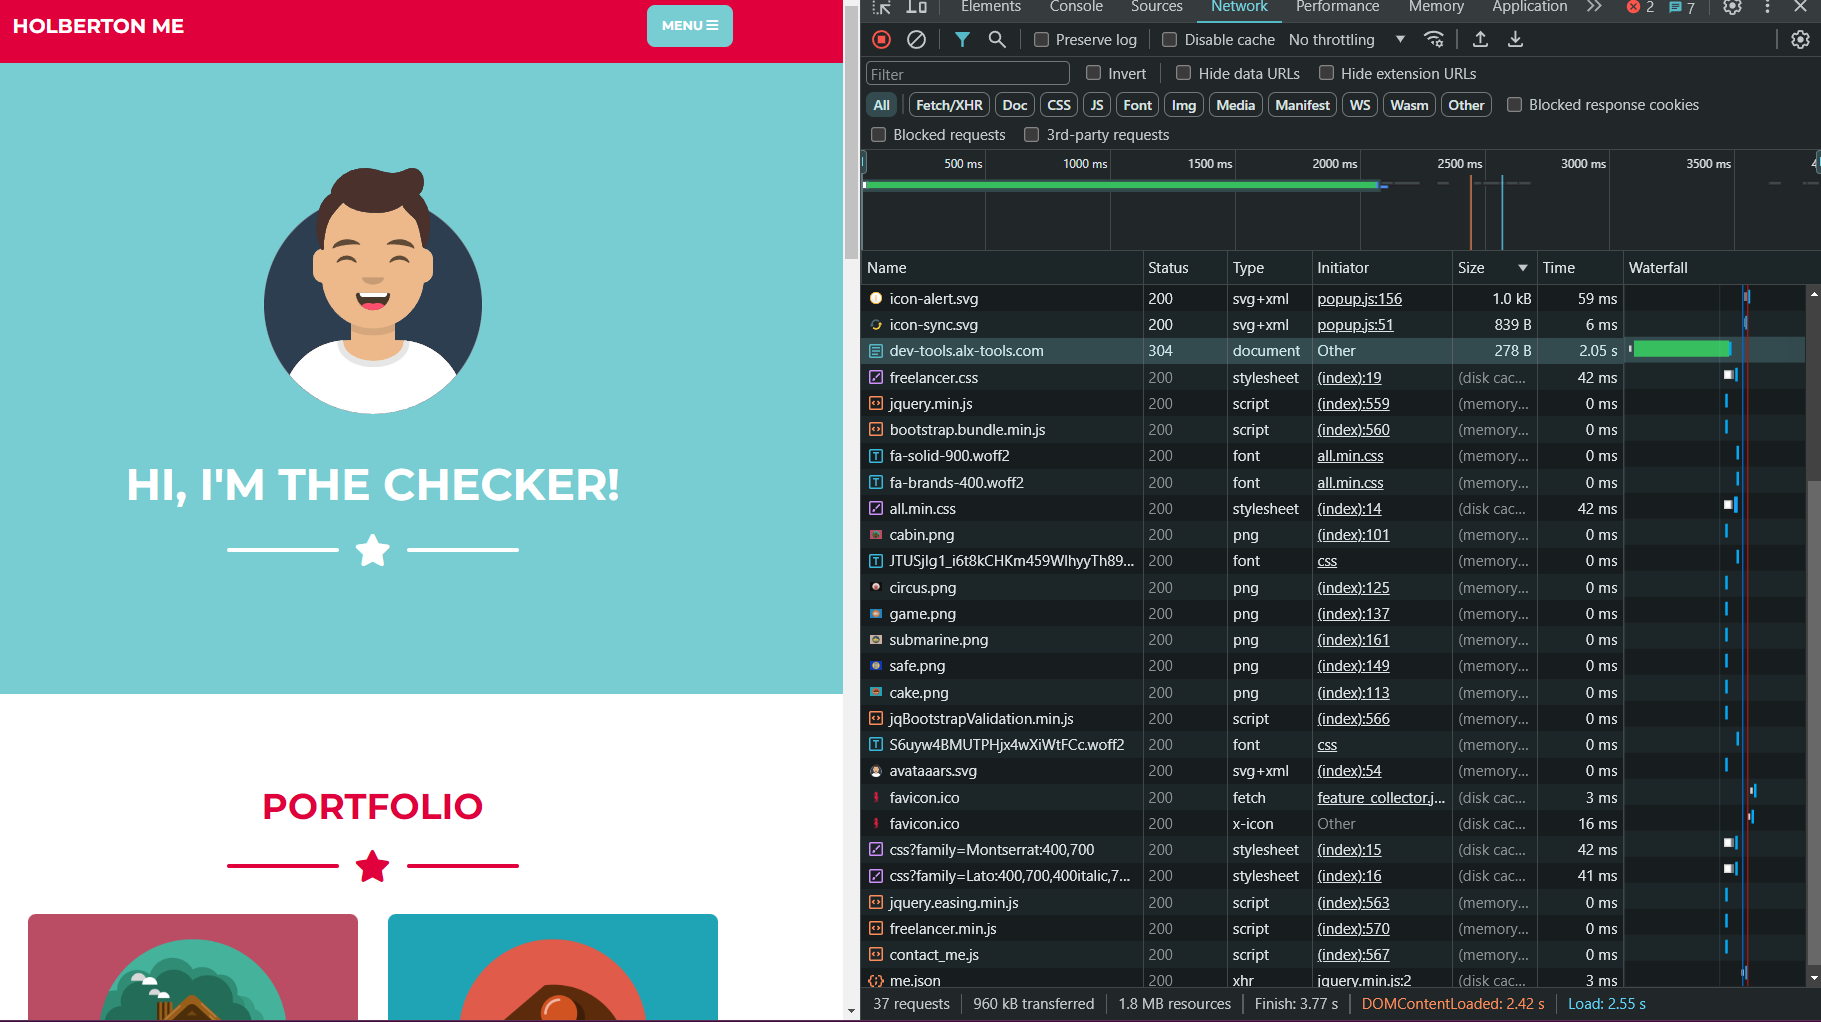 HOLBERTON ME
MENU
HI, I'M THE CHECKER!
PORTFOLIO
Elements Console Sources Network Performance Memory Application 2 7
Preserve log Disable cache No throttling
Filter Invert Hide data URLs Hide extension URLs
All Fetch/XHR Doc CSS JS Font Img Media Manifest WS Wasm Other Blocked response cookies
Blocked requests 3rd-party requests
500 ms 1000 ms 1500 ms 2000 ms 2500 ms 3000 ms 3500 ms 4
Name Status Type Initiator Size Time Waterfall
icon-alert.svg 200 svg+xml popup.js:156 1.0 kB 59 ms
icon-sync.svg 200 svg+xml popup.js:51 839 B 6 ms
dev-tools.alx-tools.com 304 document Other 278 B 2.05 s
freelancer.css 200 stylesheet (index):19 (disk cac... 42 ms
jquery.min.js 200 script (index):559 (memory... 0 ms
bootstrap.bundle.min.js 200 script (index):560 (memory... 0 ms
fa-solid-900.woff2 200 font all.min.css (memory... 0 ms
fa-brands-400.woff2 200 font all.min.css (memory... 0 ms
all.min.css 200 stylesheet (index):14 (disk cac... 42 ms
cabin.png 200 png (index):101 (memory... 0 ms
JTUSjIg1_i6t8kCHKm459WlhyyTh89... 200 font css (memory... 0 ms
circus.png 200 png (index):125 (memory... 0 ms
game.png 200 png (index):137 (memory... 0 ms
submarine.png 200 png (index):161 (memory... 0 ms
safe.png 200 png (index):149 (memory... 0 ms
cake.png 200 png (index):113 (memory... 0 ms
jqBootstrapValidation.min.js 200 script (index):566 (memory... 0 ms
S6uyw4BMUTPHjx4wXiWtFCc.woff2 200 font css (memory... 0 ms
avataaars.svg 200 svg+xml (index):54 (memory... 0 ms
favicon.ico 200 fetch feature_collector.j... (disk cac... 3 ms
favicon.ico 200 x-icon Other (disk cac... 16 ms
css?family=Montserrat:400,700 200 stylesheet (index):15 (disk cac... 42 ms
css?family=Lato:400,700,400italic,7... 200 stylesheet (index):16 (disk cac... 41 ms
jquery.easing.min.js 200 script (index):563 (memory... 0 ms
freelancer.min.js 200 script (index):570 (memory... 0 ms
contact_me.js 200 script (index):567 (memory... 0 ms
me.json 200 xhr jquery.min.js:2 (disk cac... 3 ms
37 requests 960 kB transferred 1.8 MB resources Finish: 3.77 s DOMContentLoaded: 2.42 s Load: 2.55 s